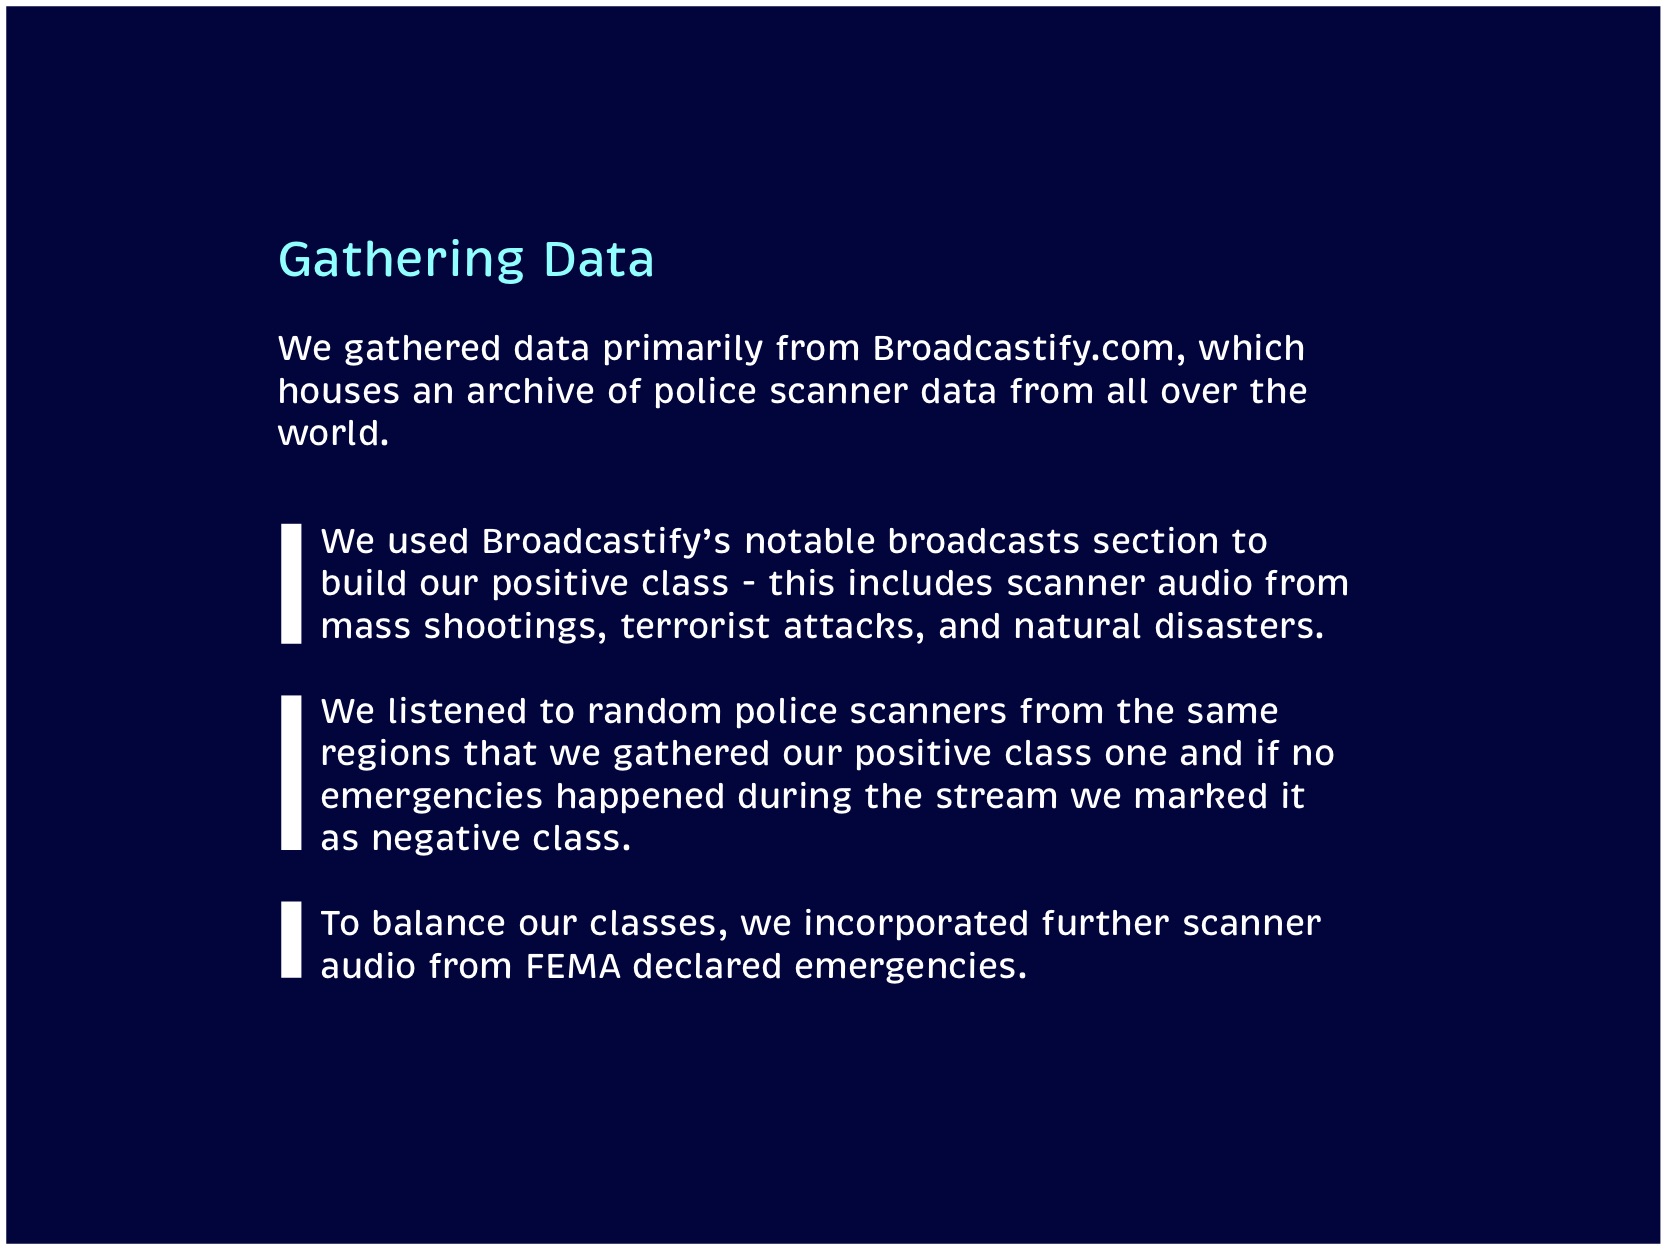 Gathering Data
We gathered data primarily from Broadcastify.com, which
houses an archive of police scanner data from all over the
world.
We used Broadcastify’s notable broadcasts section to
build our positive class - this includes scanner audio from
mass shootings, terrorist attacks, and natural disasters.
We listened to random police scanners from the same
regions that we gathered our positive class one and if no
emergencies happened during the stream we marked it
as negative class.
To balance our classes, we incorporated further scanner
audio from FEMA declared emergencies.